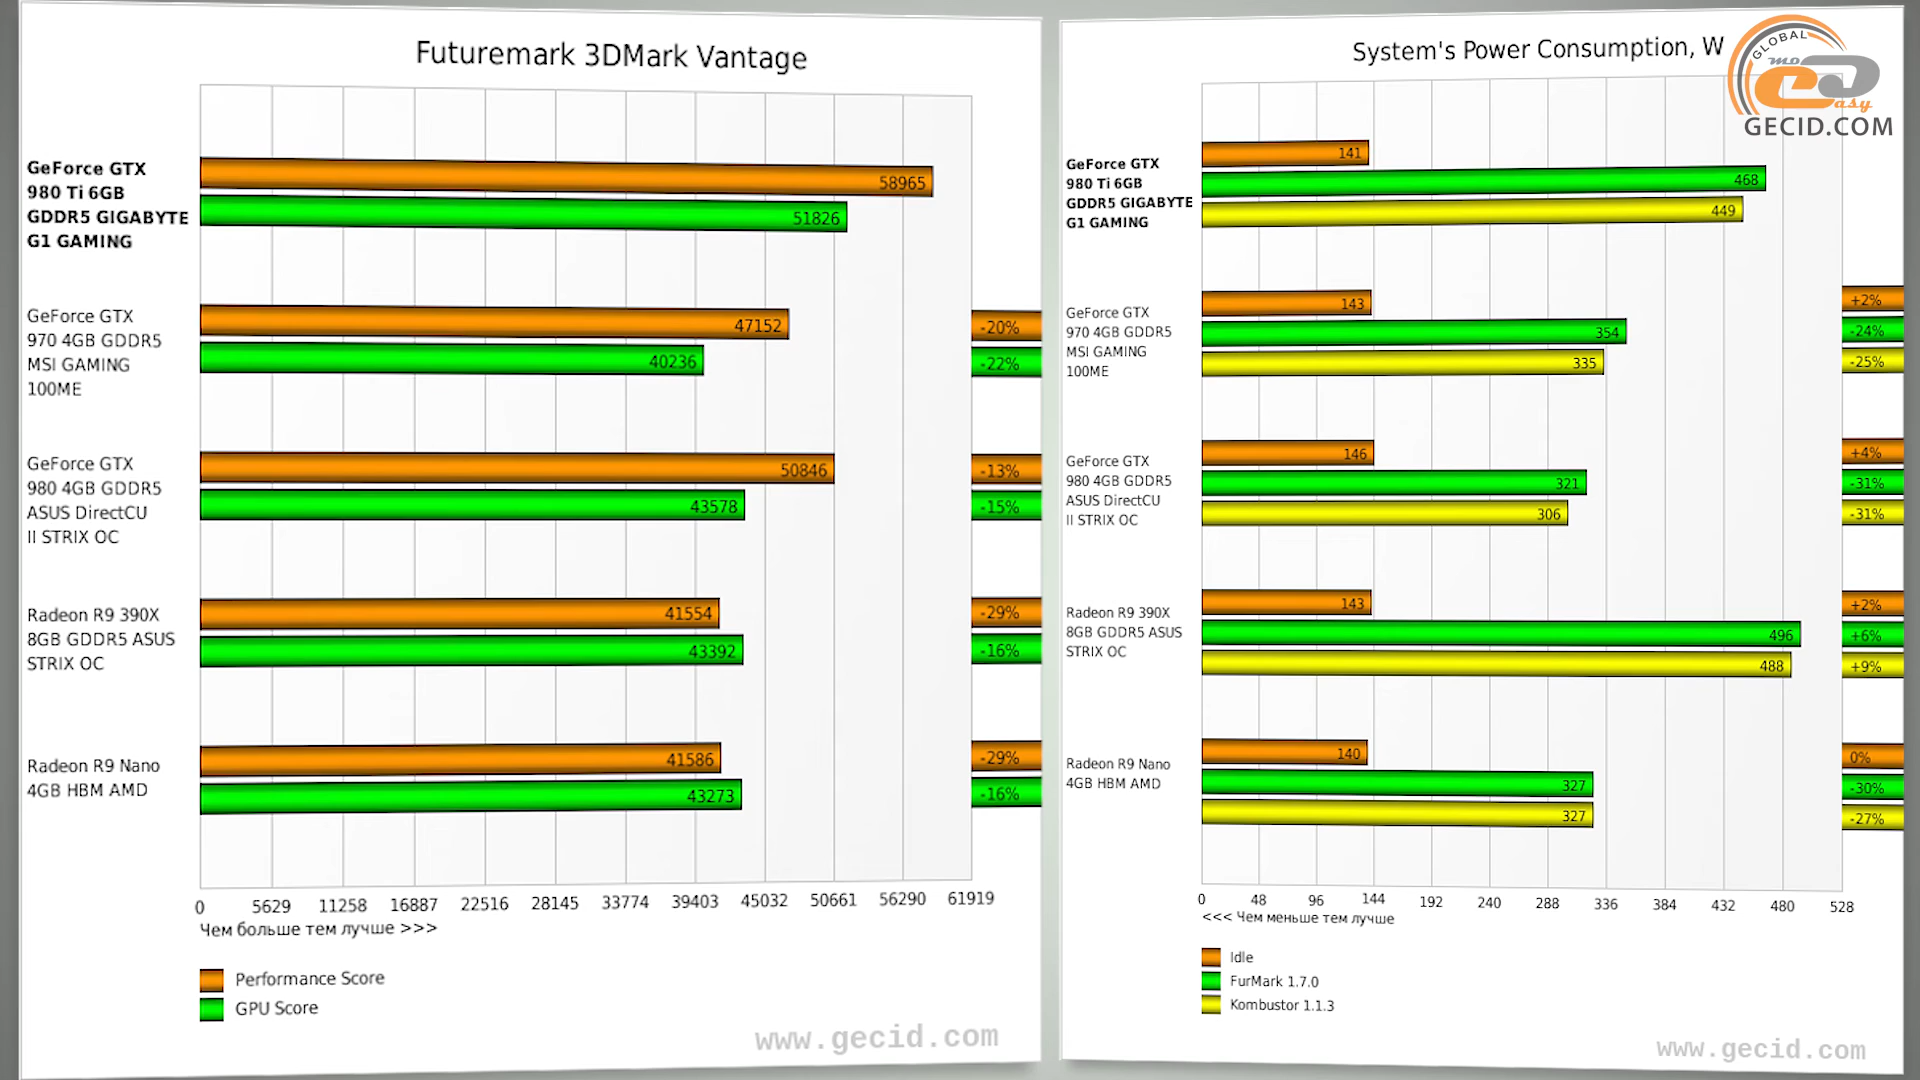 Futuremark 3DMark Vantage
GeForce GTX
980 Ti 6GB
GDDR5 GIGABYTE
G1 GAMING
58965
51826
GeForce GTX
970 4GB GDDR5
MSI GAMING
100ME
47152
40236
-20%
-22%
GeForce GTX
980 4GB GDDR5
ASUS DirectCU
II STRIX OC
50846
43578
-13%
-15%
Radeon R9 390X
8GB GDDR5 ASUS
STRIX OC
41554
43392
-29%
-16%
Radeon R9 Nano
4GB HBM AMD
41586
43273
-29%
-16%
0 5629 11258 16887 22516 28145 33774 39403 45032 50661 56290 61919
Чем больше тем лучше >>>
Performance Score
GPU Score
www.gecid.com
System's Power Consumption, W
GLOBAL
mo
easy
GECID.COM
GeForce GTX
980 Ti 6GB
GDDR5 GIGABYTE
G1 GAMING
141
468
449
GeForce GTX
970 4GB GDDR5
MSI GAMING
100ME
143
354
335
+2%
-24%
-25%
GeForce GTX
980 4GB GDDR5
ASUS DirectCU
II STRIX OC
146
321
306
+4%
-31%
-31%
Radeon R9 390X
8GB GDDR5 ASUS
STRIX OC
143
496
488
+2%
+6%
+9%
Radeon R9 Nano
4GB HBM AMD
140
327
327
0%
-30%
-27%
0 48 96 144 192 240 288 336 384 432 480 528
<<< Чем меньше тем лучше
Idle
FurMark 1.7.0
Kombustor 1.1.3
www.gecid.com